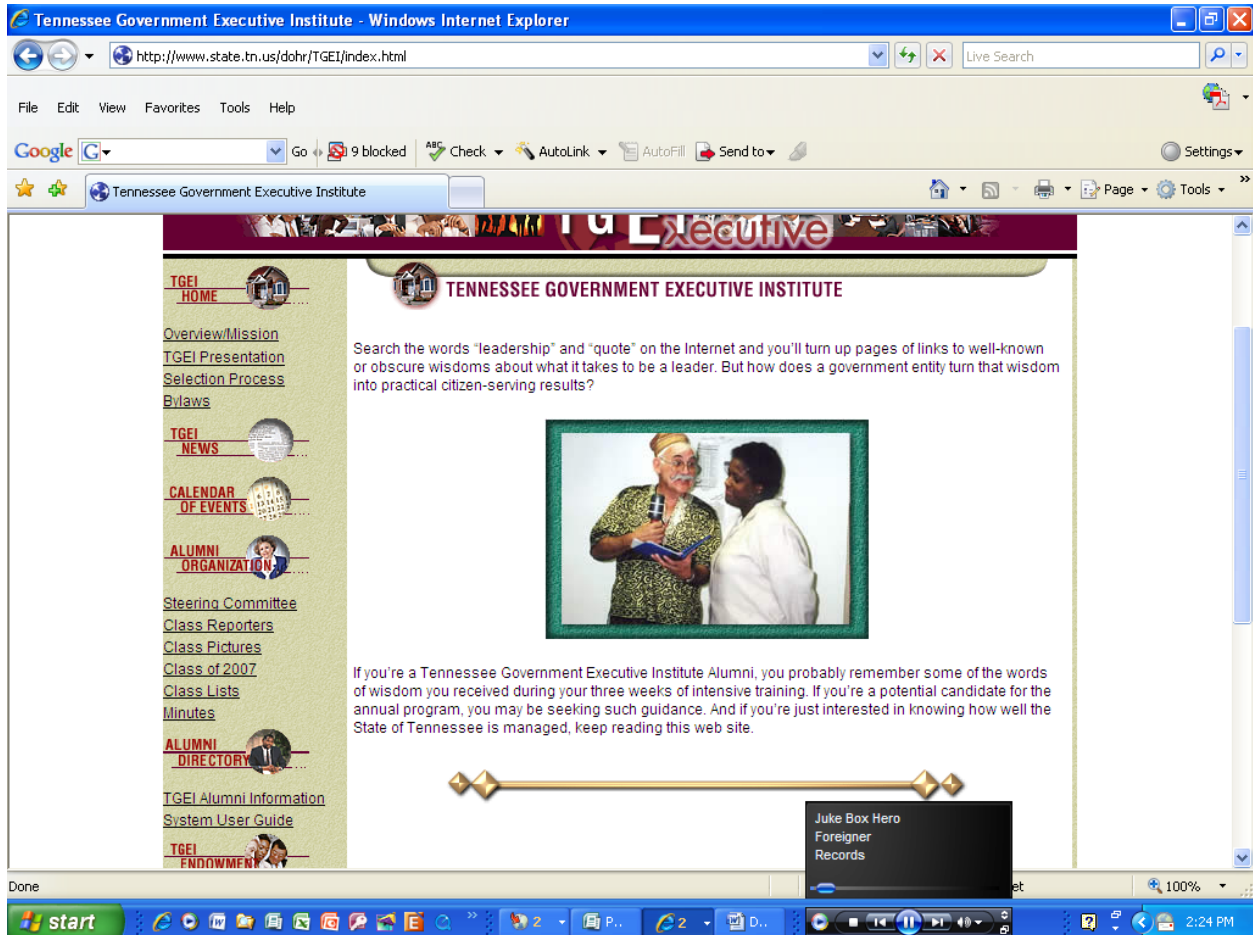 Tennessee Government Executive Institute - Windows Internet Explorer
http://www.state.tn.us/dohr/TGEI/index.html
Live Search
File Edit View Favorites Tools Help
Google G Go 9 blocked ABC Check AutoLink AutoFill Send to Settings
Tennessee Government Executive Institute
Page Tools
TGEI Executive
TGEI
HOME
TENNESSEE GOVERNMENT EXECUTIVE INSTITUTE
Overview/Mission
TGEI Presentation
Selection Process
Bylaws
TGEI
NEWS
CALENDAR
OF EVENTS
ALUMNI
ORGANIZATION
Steering Committee
Class Reporters
Class Pictures
Class of 2007
Class Lists
Minutes
ALUMNI
DIRECTORY
TGEI Alumni Information
System User Guide
TGEI
ENDOWMENT
Search the words “leadership” and “quote” on the Internet and you'll turn up pages of links to well-known
or obscure wisdoms about what it takes to be a leader. But how does a government entity turn that wisdom
into practical citizen-serving results?
If you're a Tennessee Government Executive Institute Alumni, you probably remember some of the words
of wisdom you received during your three weeks of intensive training. If you're a potential candidate for the
annual program, you may be seeking such guidance. And if you're just interested in knowing how well the
State of Tennessee is managed, keep reading this web site.
Juke Box Hero
Foreigner
Records
Done
et
100%
start
2
P..
2
D..
2:24 PM